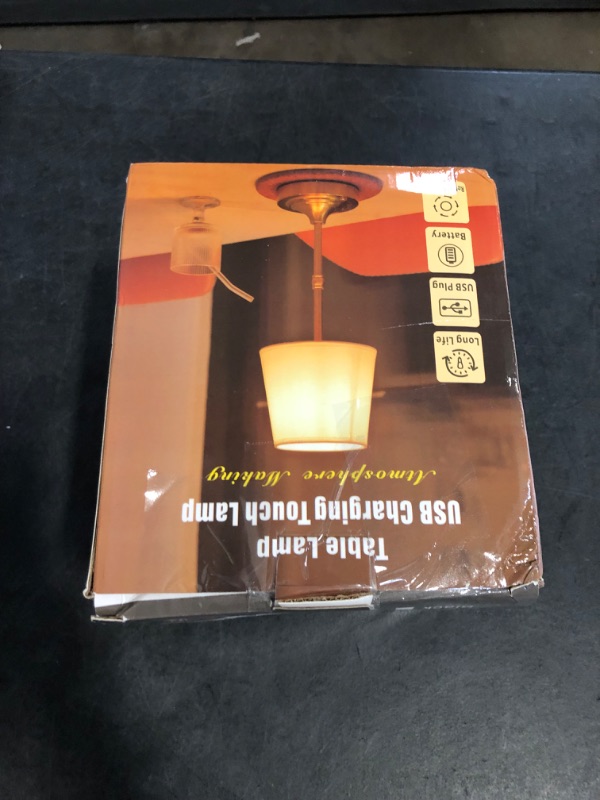 Table Lamp
USB Charging Touch Lamp
Atmosphere Making
Long Life
USB Plug
Battery